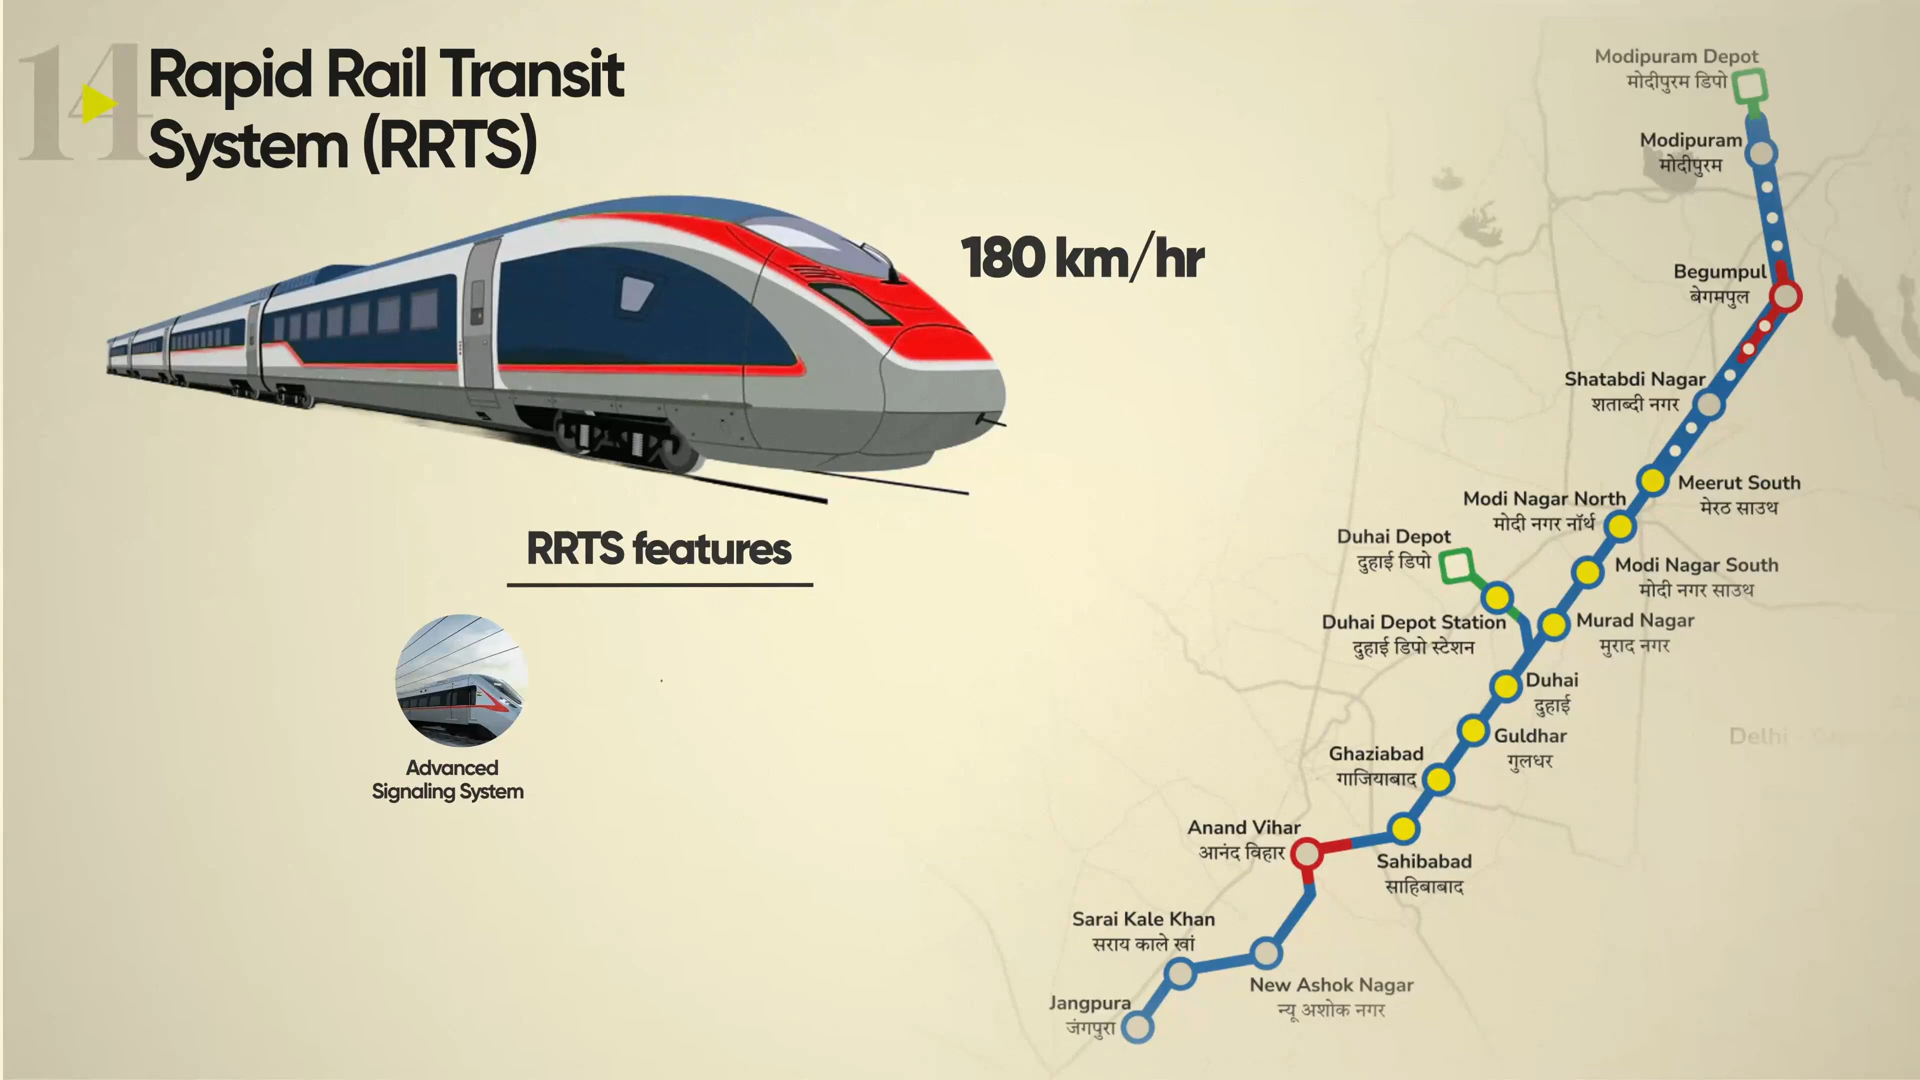 14
Rapid Rail Transit
System (RRTS)
180 km/hr
RRTS features
Advanced
Signaling System
Modipuram Depot
मोदीपुरम डिपो
Modipuram
मोदीपुरम
Begumpul
बेगमपुल
Shatabdi Nagar
शताब्दी नगर
Meerut South
मेरठ साउथ
Modi Nagar North
मोदी नगर नॉर्थ
Duhai Depot
दुहाई डिपो
Modi Nagar South
मोदी नगर साउथ
Duhai Depot Station
दुहाई डिपो स्टेशन
Murad Nagar
मुराद नगर
Duhai
दुहाई
Guldhar
गुलधर
Ghaziabad
गाजियाबाद
Anand Vihar
आनंद विहार
Sahibabad
साहिबाबाद
Sarai Kale Khan
सराय काले खां
New Ashok Nagar
न्यू अशोक नगर
Jangpura
जंगपुरा
Delhi -